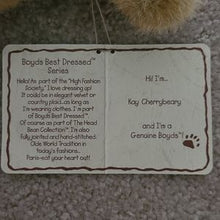 Boyds Best Dressed™
Series
Hello! As part of the "High Fashion
Society," I love dressing up!
It could be in elegant velvet or
country plaid...as long as
I'm wearing clothes, I'm part
of Boyds Best Dressed™.
Of course as part of The Head
Bean Collection™, I'm also
fully jointed and hand-stitched.
Olde World Tradition in
today's fashions...
Paris-eat your heart out!
Hi! I'm...
Kay Cherrybeary
and I'm a
Genuine Boyds™!